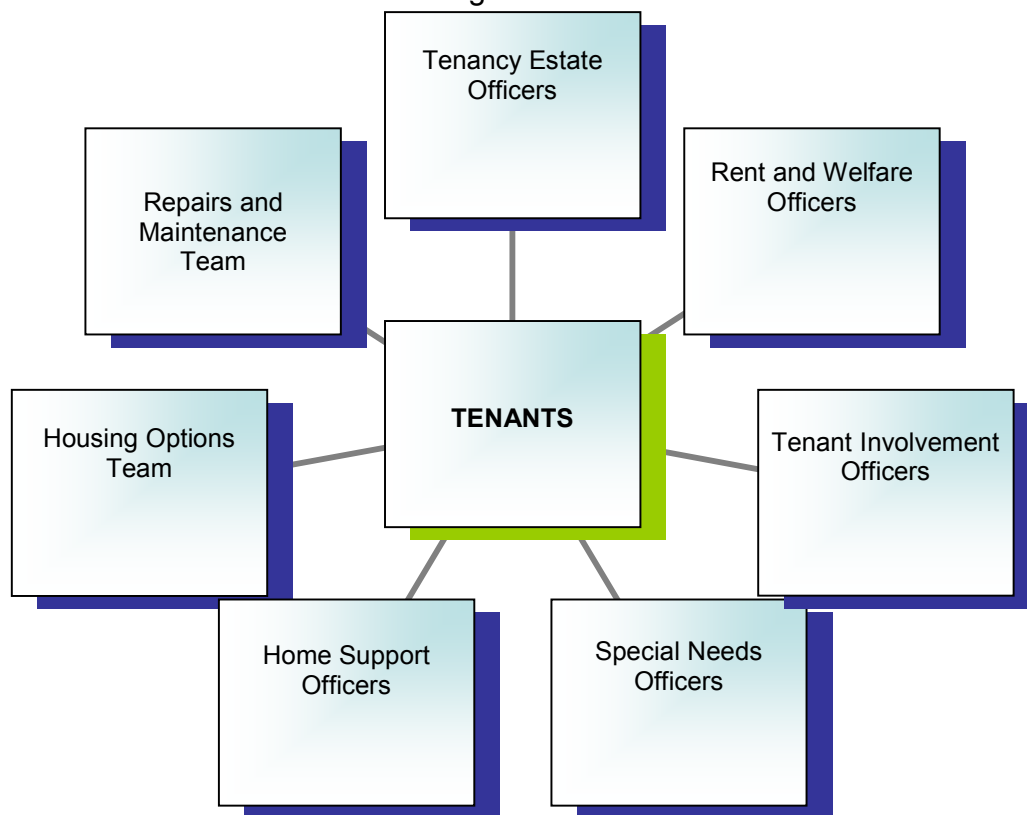 Tenancy Estate
Officers
Rent and Welfare
Officers
Repairs and
Maintenance
Team
TENANTS
Housing Options
Team
Tenant Involvement
Officers
Home Support
Officers
Special Needs
Officers